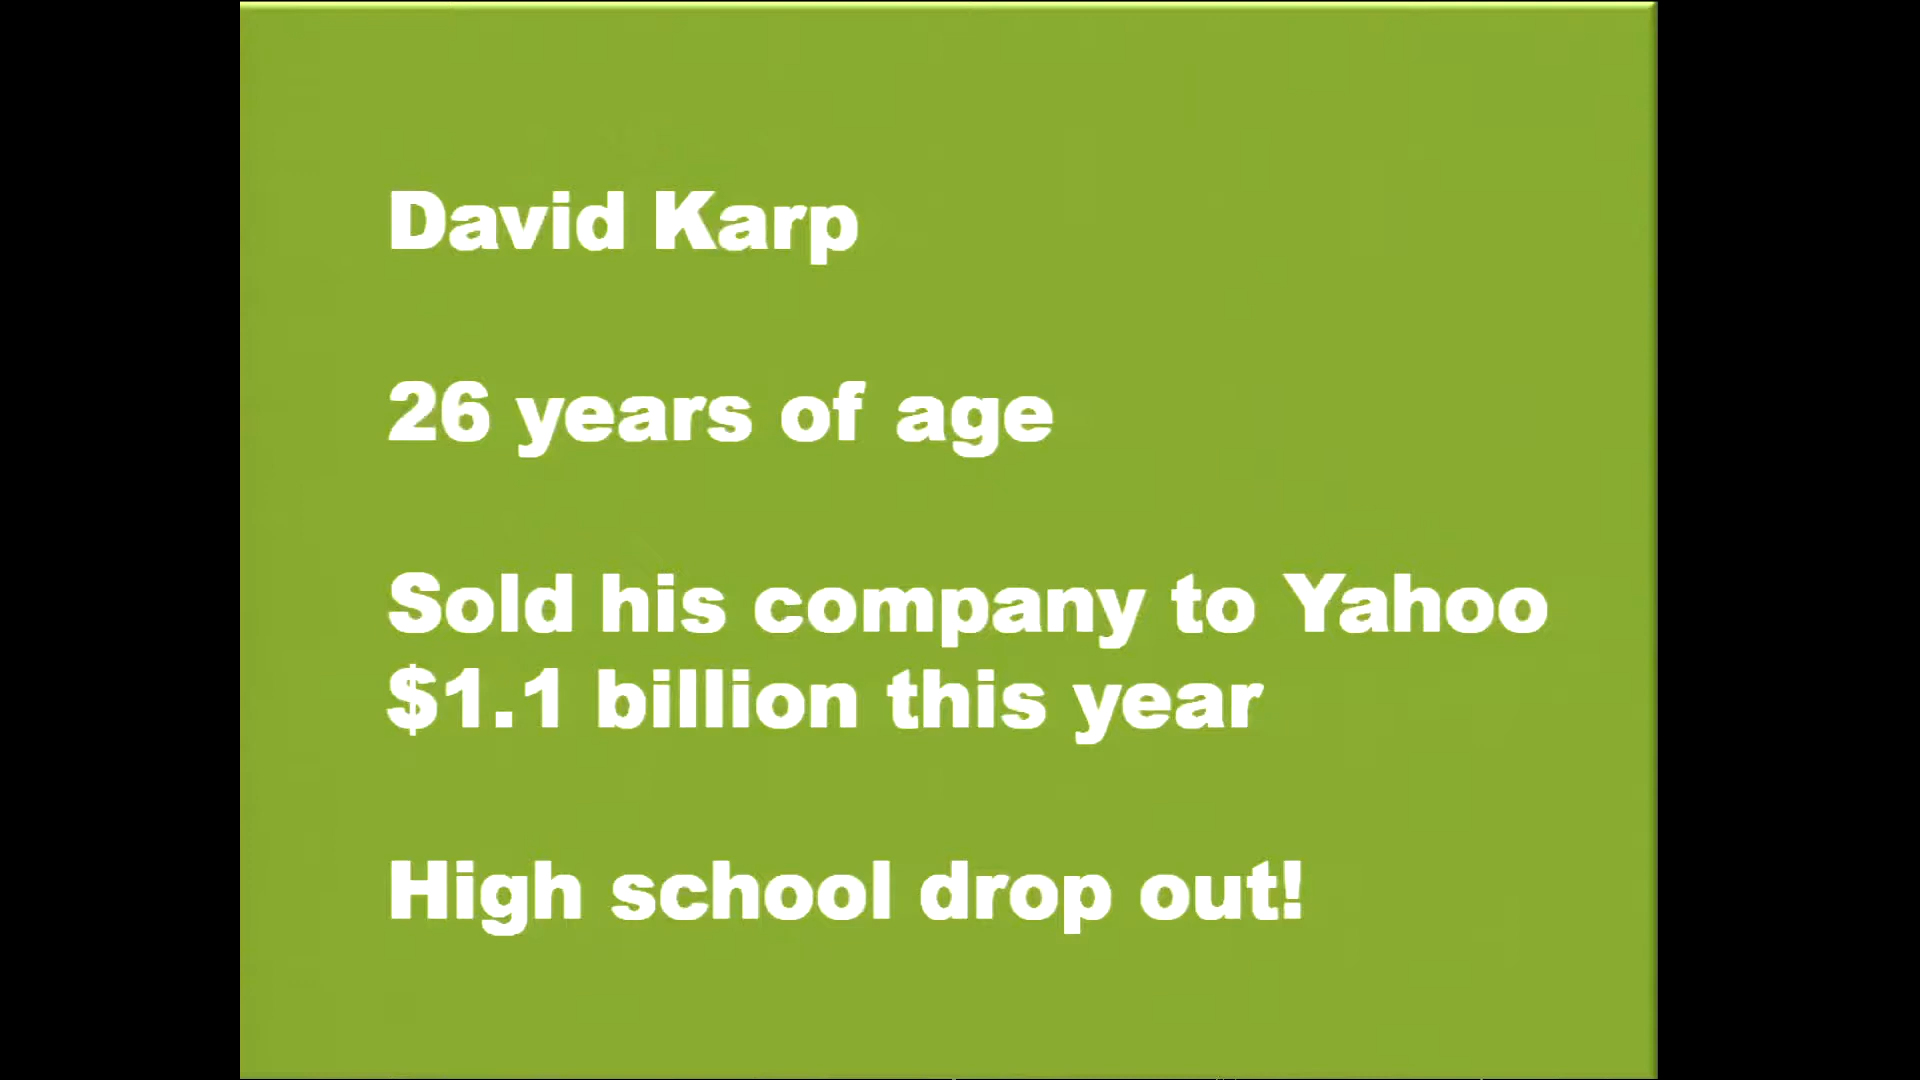 David Karp
26 years of age
Sold his company to Yahoo
$1.1 billion this year
High school drop out!